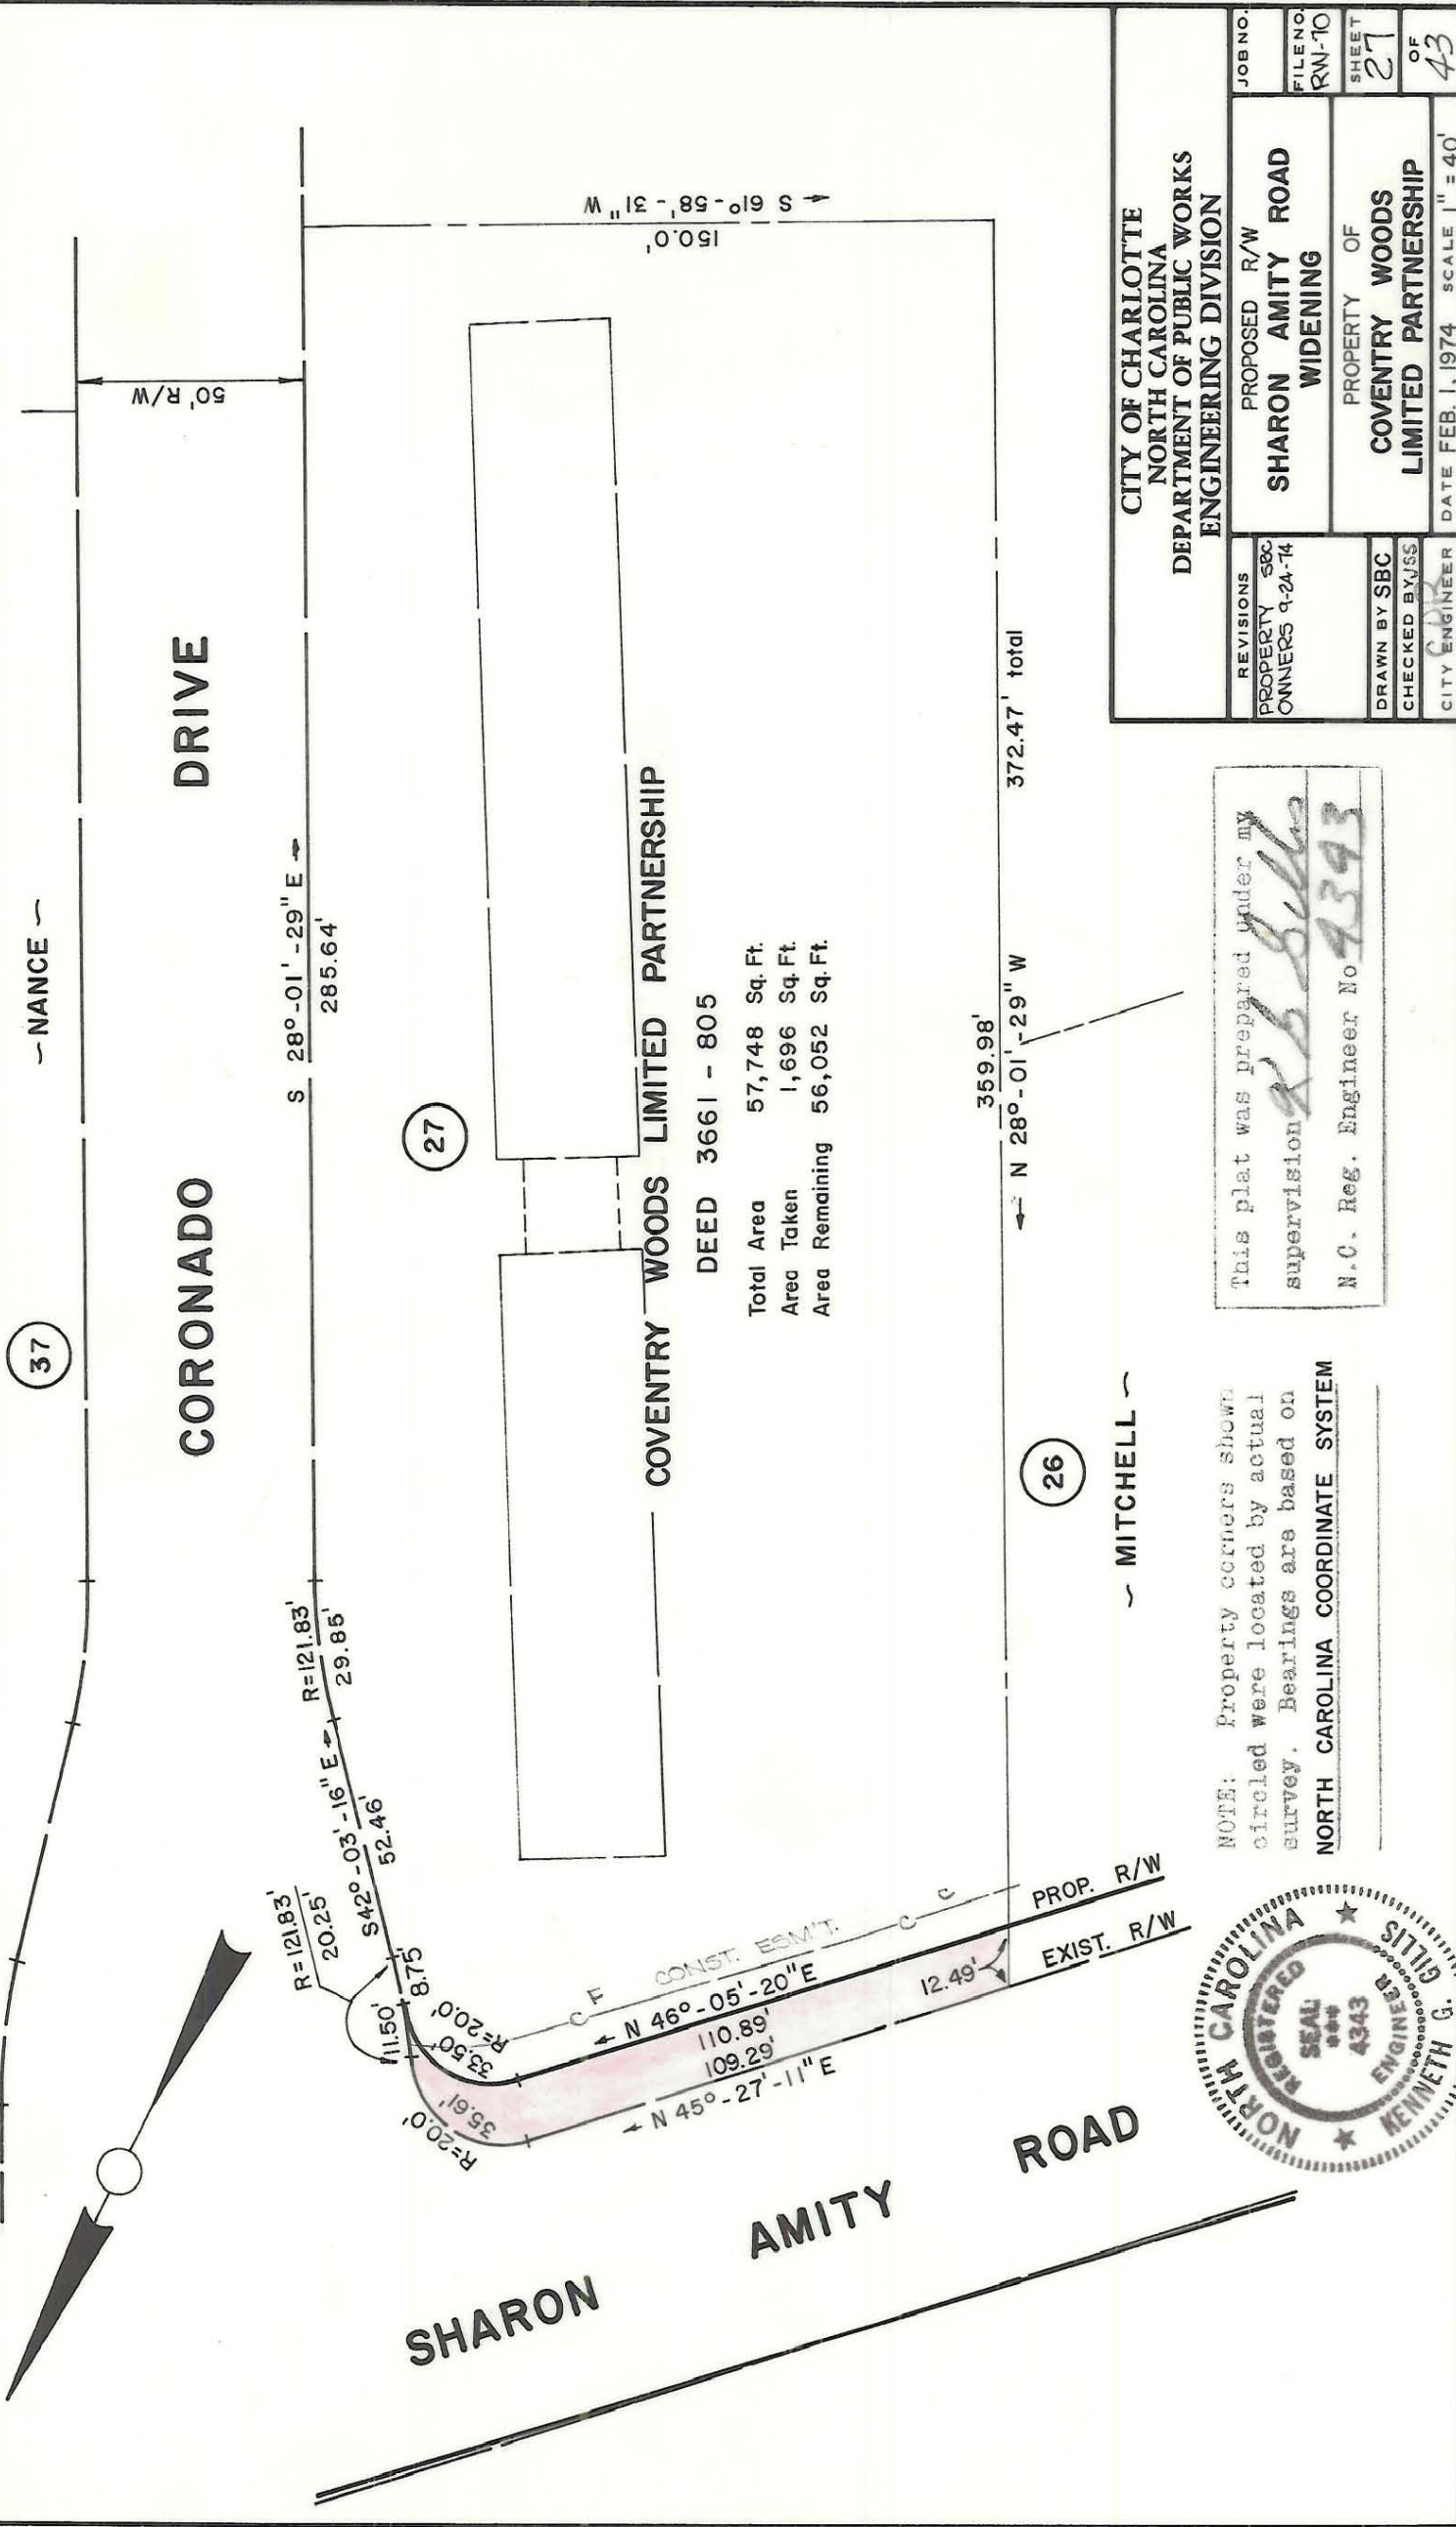 ~ NANCE ~
37
CORONADO DRIVE
50' R/W
S 28°-01'-29" E
285.64'
S 61°-58'-31" W
150.0'
R=121.83'
29.85'
S42°-03'-16" E
52.46'
R=121.83'
20.25'
8.75'
11.50'
R=20.0'
33.50'
R=20.0'
35.61'
27
COVENTRY WOODS LIMITED PARTNERSHIP
DEED 3661 - 805
Total Area 57,748 Sq. Ft.
Area Taken 1,696 Sq. Ft.
Area Remaining 56,052 Sq. Ft.
C F CONST. ESM'T. C C
N 46°-05'-20" E
110.89'
109.29'
N 45°-27'-11" E
12.49'
PROP. R/W
EXIST. R/W
359.98'
N 28°-01'-29" W
372.47' total
26
~ MITCHELL ~
SHARON AMITY ROAD
NORTH CAROLINA
REGISTERED
SEAL
4343
ENGINEER
KENNETH G. GILLIS
NOTE: Property corners shown
circled were located by actual
survey. Bearings are based on
NORTH CAROLINA COORDINATE SYSTEM
This plat was prepared under my
supervision
N.C. Reg. Engineer No 4343
CITY OF CHARLOTTE
NORTH CAROLINA
DEPARTMENT OF PUBLIC WORKS
ENGINEERING DIVISION
REVISIONS
PROPERTY SBC
OWNERS 9-24-74
DRAWN BY SBC
CHECKED BY JSS
CITY ENGINEER
PROPOSED R/W
SHARON AMITY ROAD
WIDENING
PROPERTY OF
COVENTRY WOODS
LIMITED PARTNERSHIP
DATE FEB. 1, 1974 SCALE 1" = 40'
JOB NO.
FILE NO.
RW-70
SHEET
27
OF
43